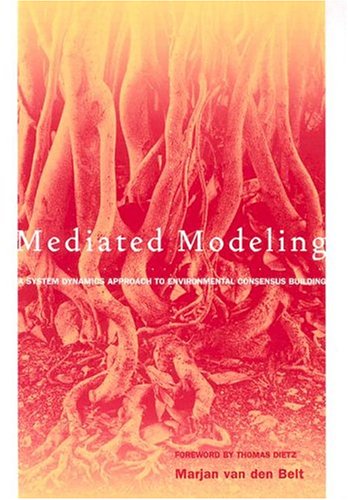 Mediated Modeling
A SYSTEM DYNAMICS APPROACH TO ENVIRONMENTAL CONSENSUS BUILDING
FOREWORD BY THOMAS DIETZ
Marjan van den Belt